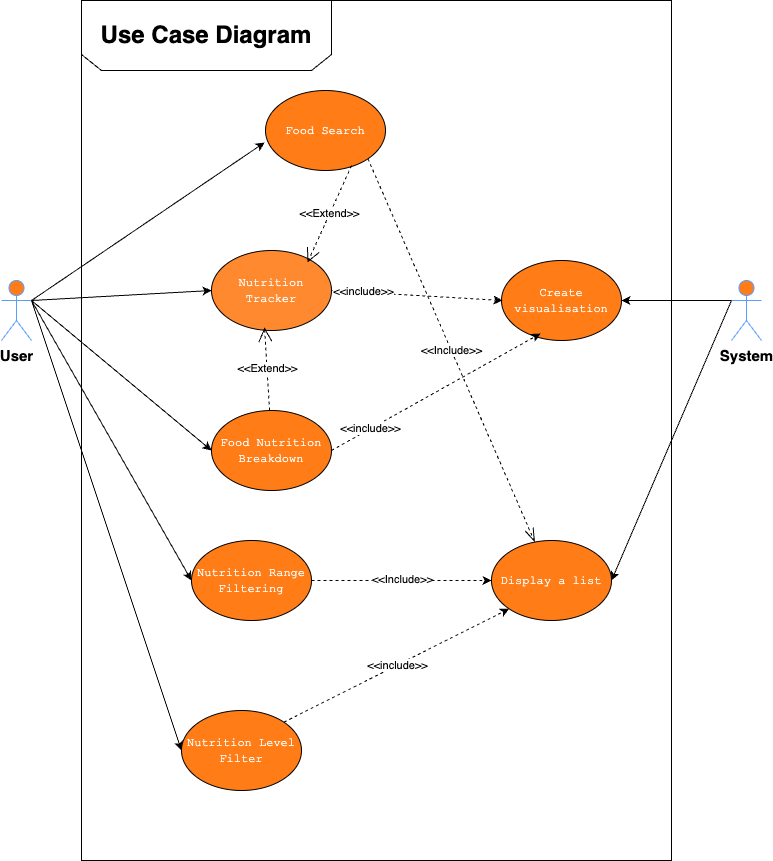 Use Case Diagram
Food Search
<<Extend>>
Nutrition
Tracker
<<include>>
Create
visualisation
User
System
<<Include>>
<<Extend>>
<<include>>
Food Nutrition
Breakdown
Nutrition Range
Filtering
<<Include>>
Display a list
<<include>>
Nutrition Level
Filter